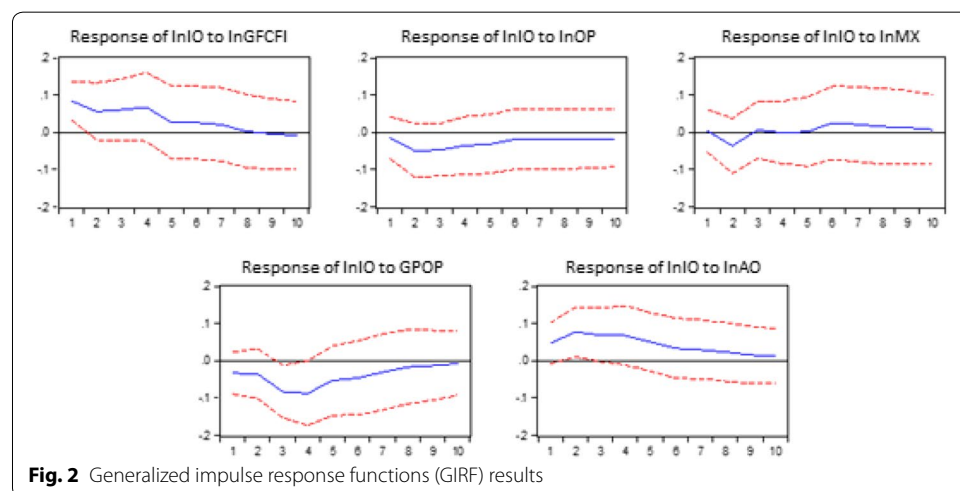 Response of lnIO to lnGFCFI
.2
.1
.0
-.1
-.2
1 2 3 4 5 6 7 8 9 10
Response of lnIO to lnOP
.2
.1
.0
-.1
-.2
1 2 3 4 5 6 7 8 9 10
Response of lnIO to lnMX
.2
.1
.0
-.1
-.2
1 2 3 4 5 6 7 8 9 10
Response of lnIO to GPOP
.2
.1
.0
-.1
-.2
1 2 3 4 5 6 7 8 9 10
Response of lnIO to lnAO
.2
.1
.0
-.1
-.2
1 2 3 4 5 6 7 8 9 10
Fig. 2 Generalized impulse response functions (GIRF) results